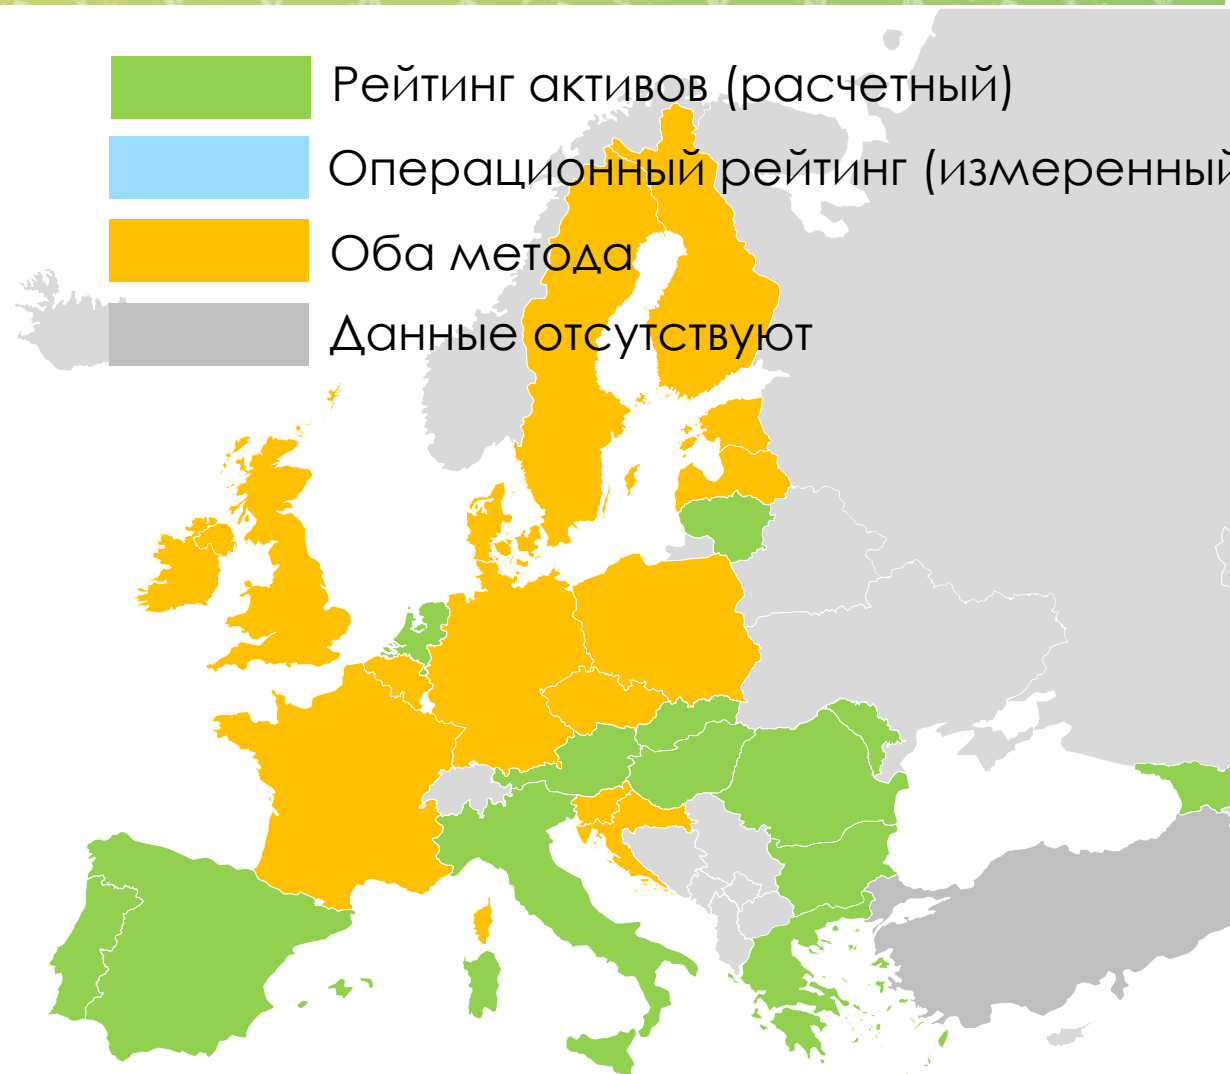 Рейтинг активов (расчетный)
Операционный рейтинг (измеренный
Оба метода
Данные отсутствуют